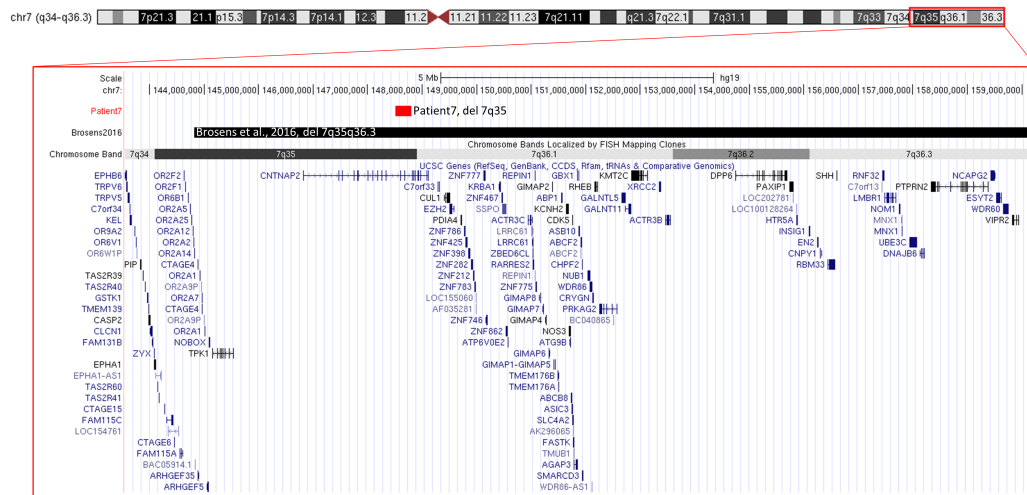 chr7 (q34-q36.3) 7p21.3 21.1 p15.3 7p14.3 7p14.1 12.3 11.2 11.21 11.22 11.23 7q21.11 q21.3 7q22.1 7q31.1 7q33 7q34 7q35 q36.1 36.3
Scale 5 Mb hg19
chr7: 144,000,000 145,000,000 146,000,000 147,000,000 148,000,000 149,000,000 150,000,000 151,000,000 152,000,000 153,000,000 154,000,000 155,000,000 156,000,000 157,000,000 158,000,000 159,000,000
Patient7 Patient7, del 7q35
Brosens2016 Brosens et al., 2016, del 7q35q36.3
Chromosome Bands Localized by FISH Mapping Clones
Chromosome Band 7q34 7q35 7q36.1 7q36.2 7q36.3
UCSC Genes (RefSeq, GenBank, CCDS, Rfam, tRNAs & Comparative Genomics)
EPHB6 OR2F2 CNTNAP2 ZNF777 REPIN1 GBX1 KMT2C DPP6 SHH RNF32 NCAPG2
TRPV6 OR2F1 C7orf33 KRBA1 GIMAP2 RHEB XRCC2 PAXIP1 C7orf13 PTPRN2
TRPV5 OR6B1 CUL1 ZNF467 ABP1 GALNTL5 LOC202781 LMBR1 ESYT2
C7orf34 OR2A5 EZH2 SSPO KCNH2 GALNT11 LOC100128264 NOM1 WDR60
KEL OR2A25 PDIA4 ACTR3C CDK5 ACTR3B HTR5A MNX1 VIPR2
OR9A2 OR2A12 ZNF786 LRRC61 ASB10 INSIG1 MNX1
OR6V1 OR2A2 ZNF425 LRRC61 ABCF2 EN2 UBE3C
OR6W1P OR2A14 ZNF398 ZBED6CL ABCF2 CNPY1 DNAJB6
PIP CTAGE4 ZNF282 RARRES2 CHPF2 RBM33
TAS2R39 OR2A1 ZNF212 REPIN1 NUB1
TAS2R40 OR2A9P ZNF783 ZNF775 WDR86
GSTK1 OR2A7 LOC155060 GIMAP8 CRYGN
TMEM139 CTAGE4 AF035281 GIMAP7 PRKAG2
CASP2 OR2A9P ZNF746 GIMAP4 BC040865
CLCN1 OR2A1 ZNF862 NOS3
FAM131B NOBOX ATP6V0E2 ATG9B
ZYX TPK1 GIMAP6
EPHA1 GIMAP1-GIMAP5
EPHA1-AS1 TMEM176B
TAS2R60 TMEM176A
TAS2R41 ABCB8
CTAGE15 ASIC3
FAM115C SLC4A2
LOC154761 AK296065
CTAGE6 FASTK
FAM115A TMUB1
BAC05914.1 AGAP3
ARHGEF35 SMARCD3
ARHGEF5 WDR86-AS1